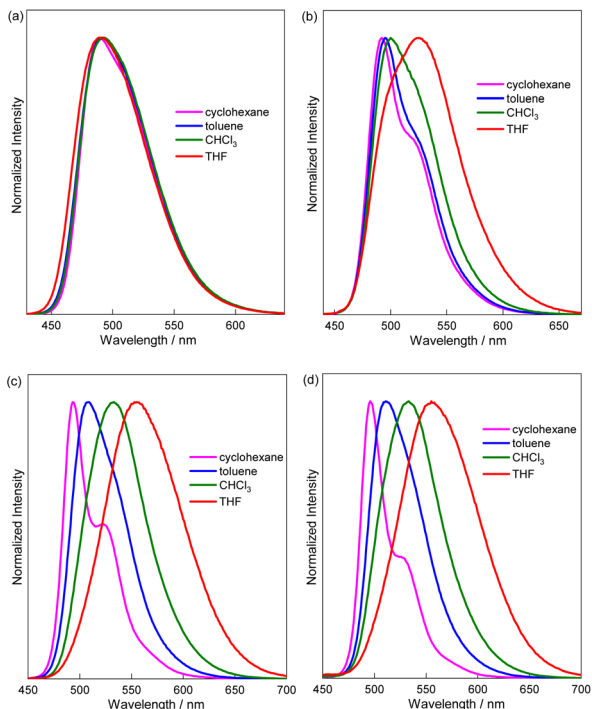 (a)
Normalized Intensity
cyclohexane
toluene
CHCl3
THF
450 500 550 600
Wavelength / nm
(b)
Normalized Intensity
cyclohexane
toluene
CHCl3
THF
450 500 550 600 650
Wavelength / nm
(c)
Normalized Intensity
cyclohexane
toluene
CHCl3
THF
450 500 550 600 650 700
Wavelength / nm
(d)
Normalized Intensity
cyclohexane
toluene
CHCl3
THF
450 500 550 600 650 700
Wavelength / nm